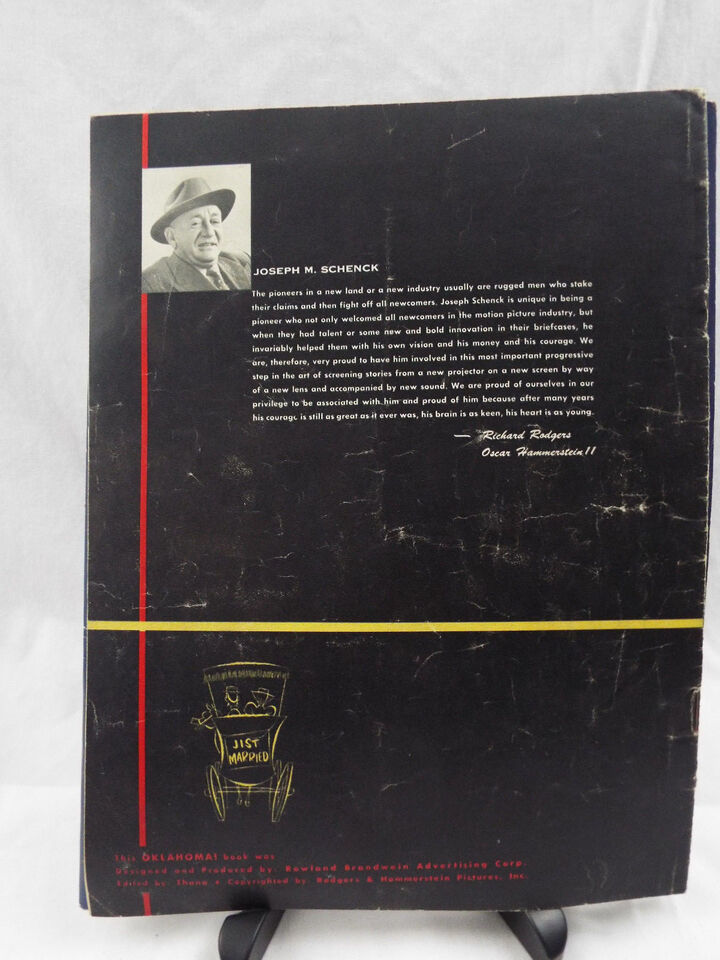 JOSEPH M. SCHENCK
The pioneers in a new land or a new industry usually are rugged men who stake
their claims and then fight off all newcomers. Joseph Schenck is unique in being a
pioneer who not only welcomed all newcomers in the motion picture industry, but
when they had talent or some new and bold innovation in their briefcases, he
invariably helped them with his own vision and his money and his courage. We
are, therefore, very proud to have him involved in this most important progressive
step in the art of screening stories from a new projector on a new screen by way
of a new lens and accompanied by new sound. We are proud of ourselves in our
privilege to be associated with him and proud of him because after many years
his courage is still as great as it ever was, his brain is as keen, his heart is as young.
— Richard Rodgers
Oscar Hammerstein II
JIST
MARRIED
This OKLAHOMA! book was
Designed and Produced by: Rowland Brandwein Advertising Corp.
Edited by: Shana • Copyrighted by: Rodgers & Hammerstein Pictures, Inc.